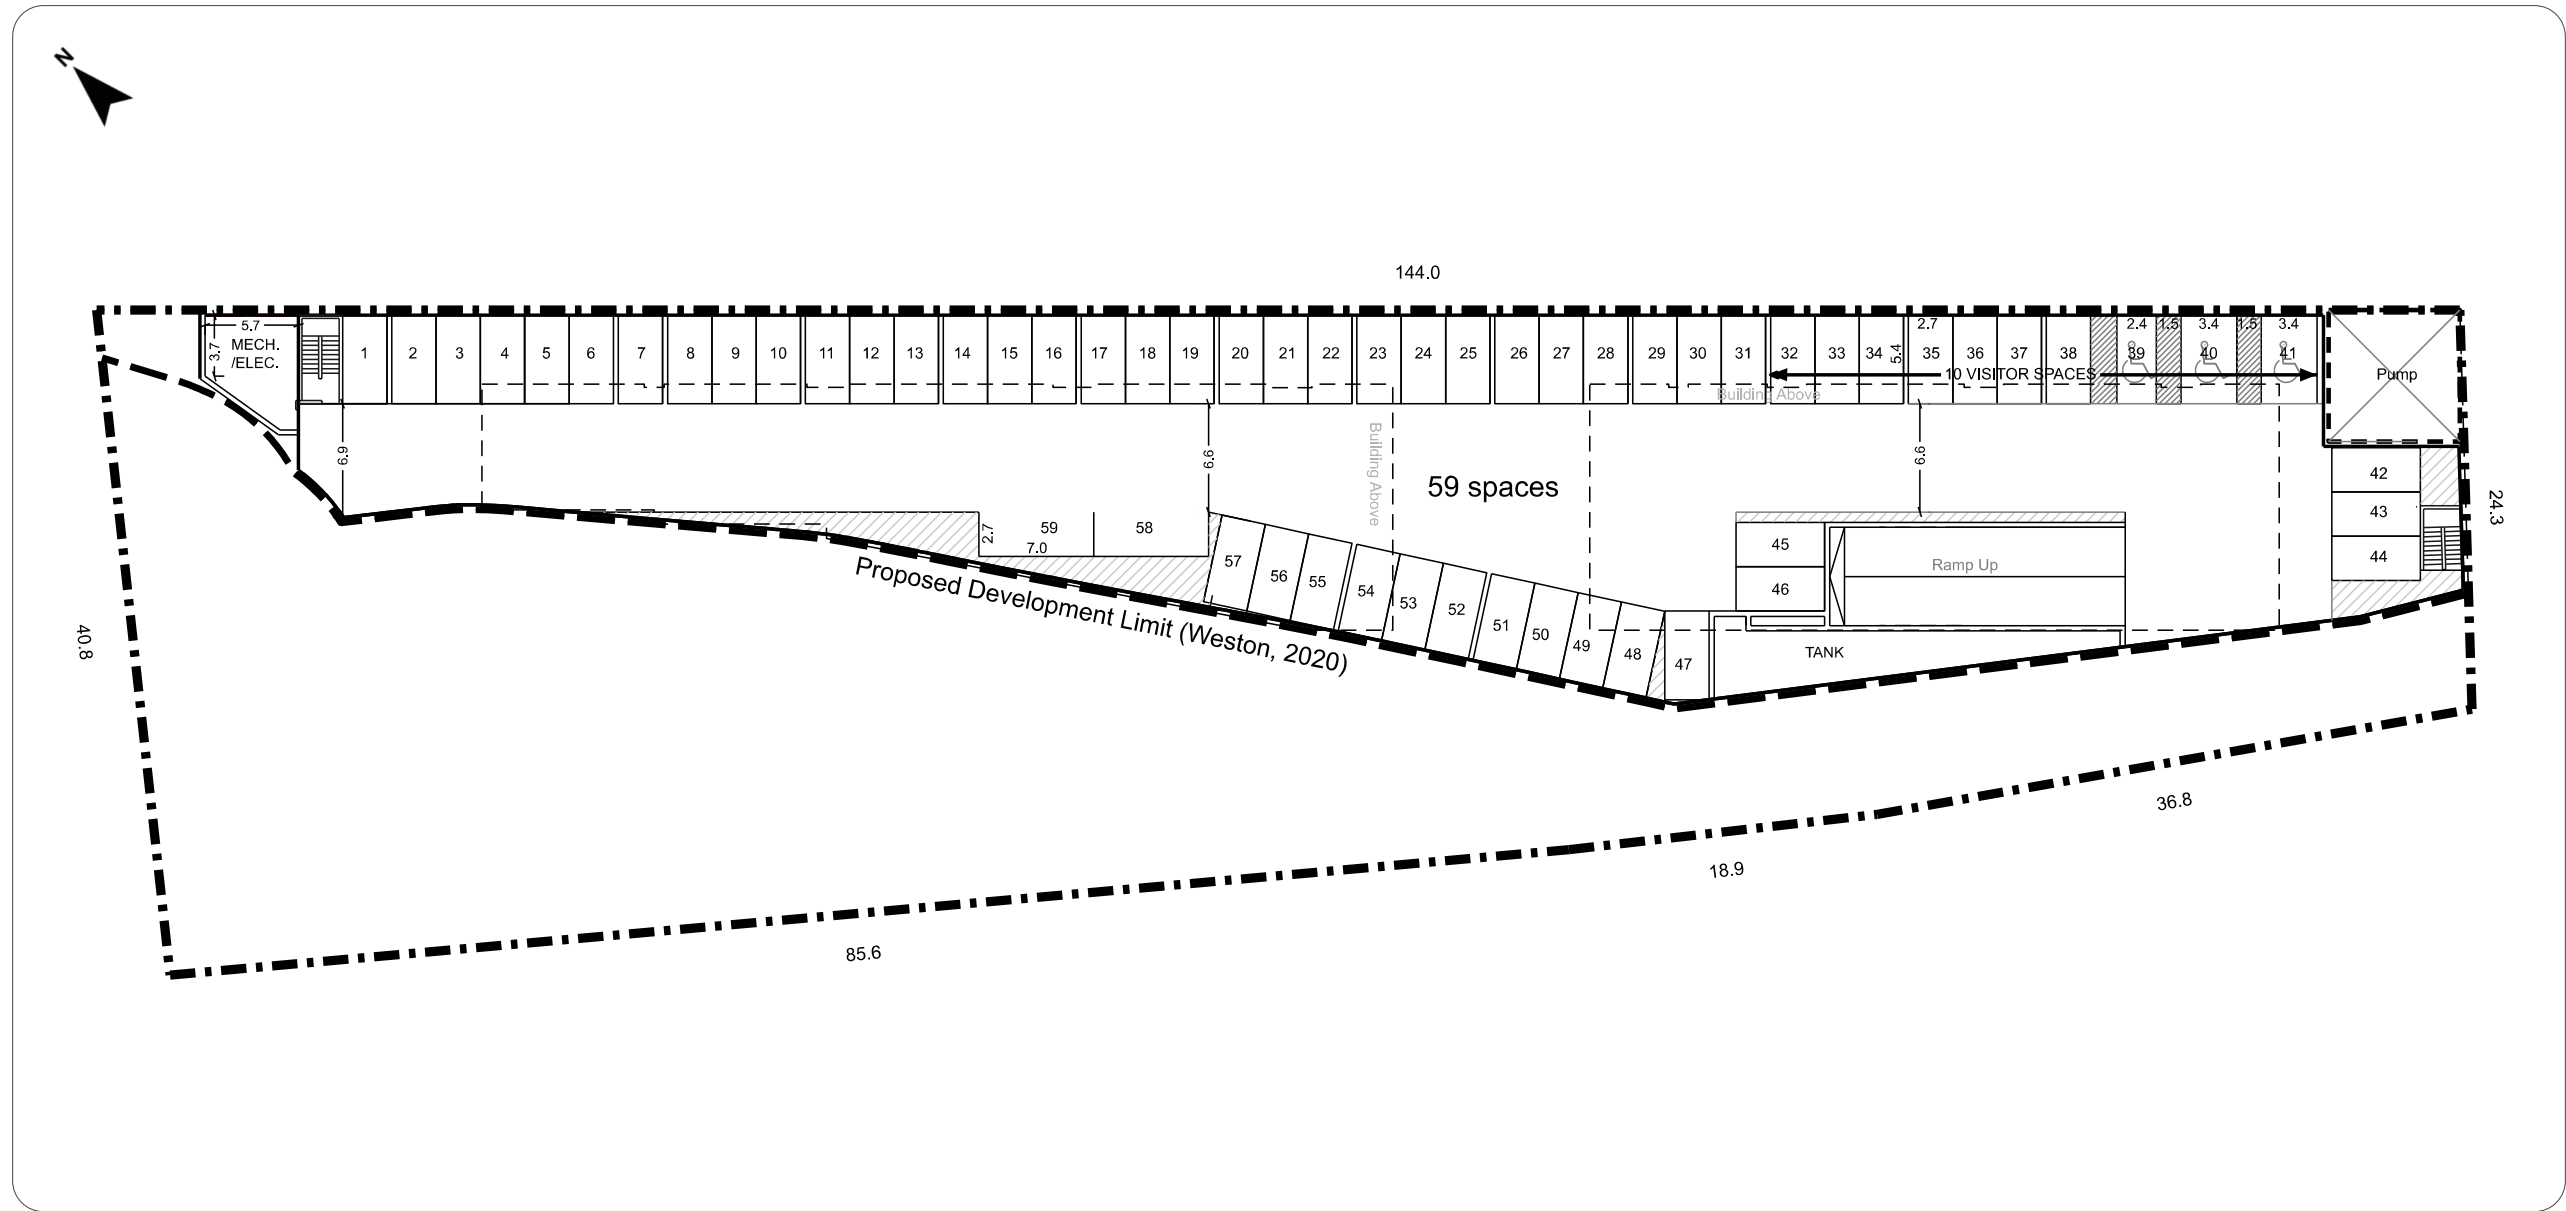 N
144.0
5.7
3.7
MECH.
/ELEC.
1 2 3 4 5 6 7 8 9 10 11 12 13 14 15 16 17 18 19 20 21 22 23 24 25 26 27 28 29 30 31 32 33 34 35 36 37 38 39 40 41
2.7
5.4
2.4
1.5
3.4
1.5
3.4
10 VISITOR SPACES
Building Above
Pump
Building Above
6.9
6.6
6.6
59 spaces
42
43
44
24.3
2.7
59
7.0
58
57 56 55 54 53 52 51 50 49 48 47
45
46
Ramp Up
TANK
Proposed Development Limit (Weston, 2020)
40.8
36.8
18.9
85.6